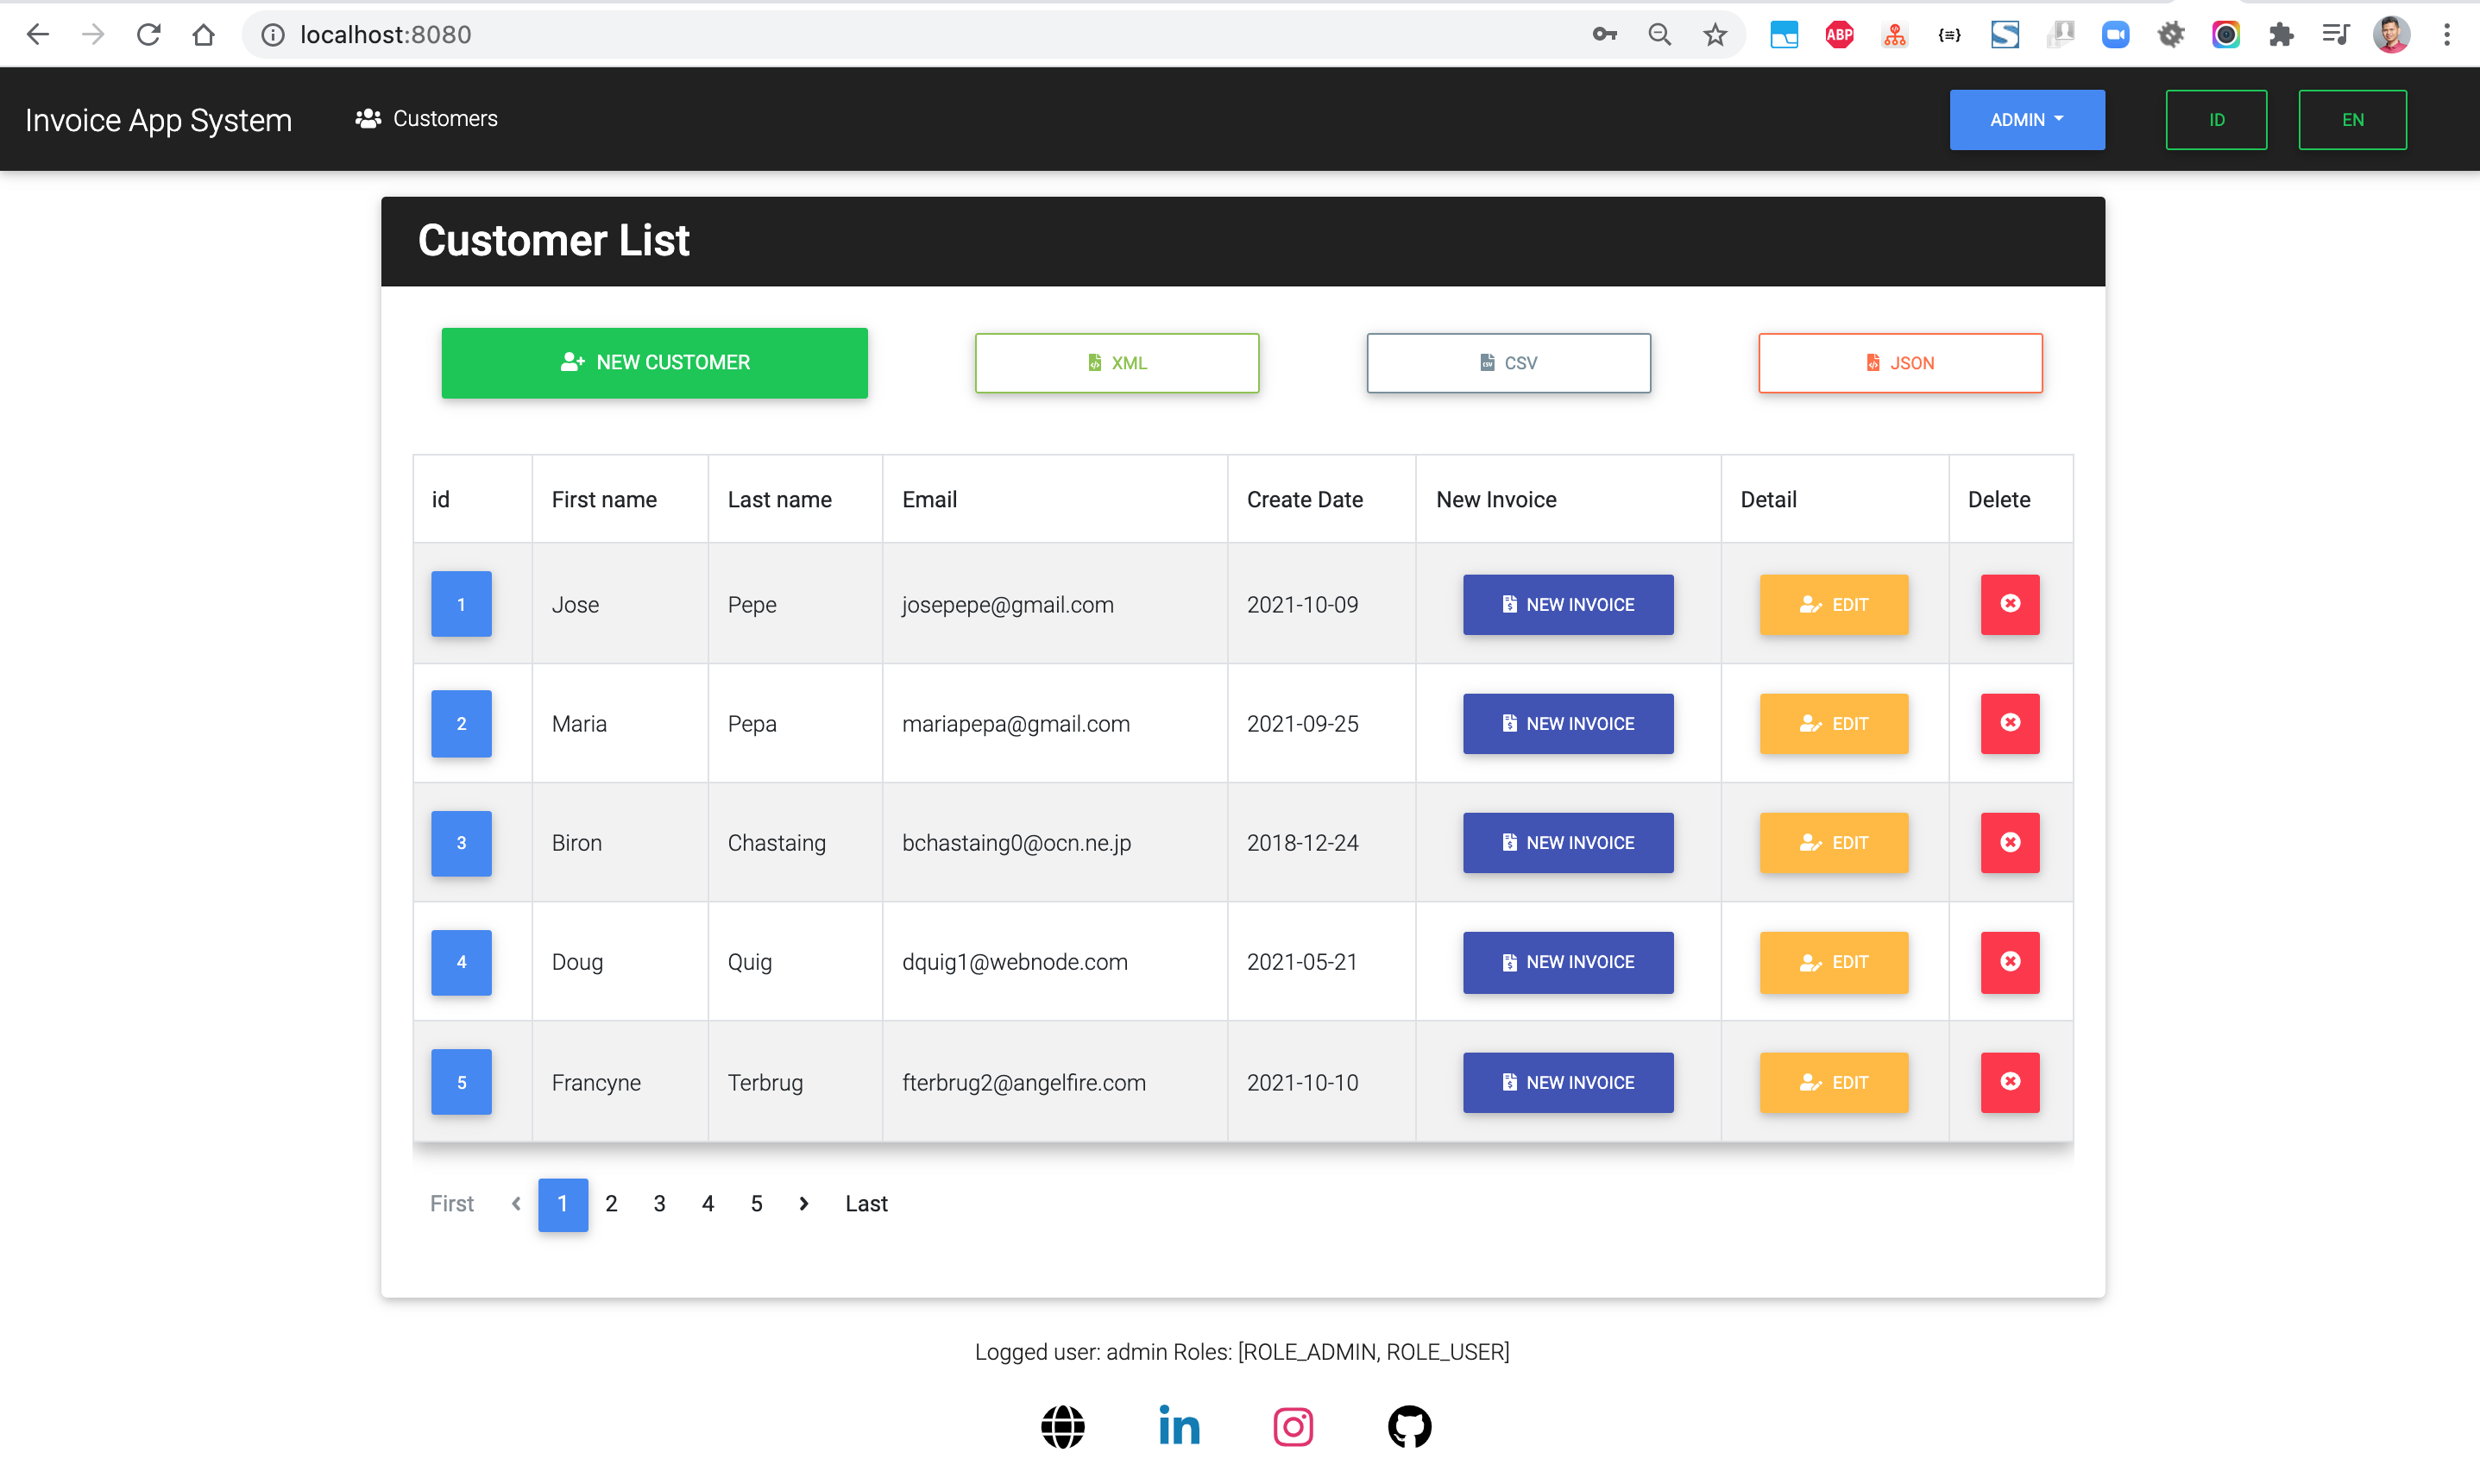 localhost:8080
ABP
Invoice App System Customers ADMIN ID EN
Customer List
NEW CUSTOMER XML CSV JSON
id First name Last name Email Create Date New Invoice Detail Delete
1 Jose Pepe josepepe@gmail.com 2021-10-09 NEW INVOICE EDIT
2 Maria Pepa mariapepa@gmail.com 2021-09-25 NEW INVOICE EDIT
3 Biron Chastaing bchastaing0@ocn.ne.jp 2018-12-24 NEW INVOICE EDIT
4 Doug Quig dquig1@webnode.com 2021-05-21 NEW INVOICE EDIT
5 Francyne Terbrug fterbrug2@angelfire.com 2021-10-10 NEW INVOICE EDIT
First ‹ 1 2 3 4 5 › Last
Logged user: admin Roles: [ROLE_ADMIN, ROLE_USER]
in